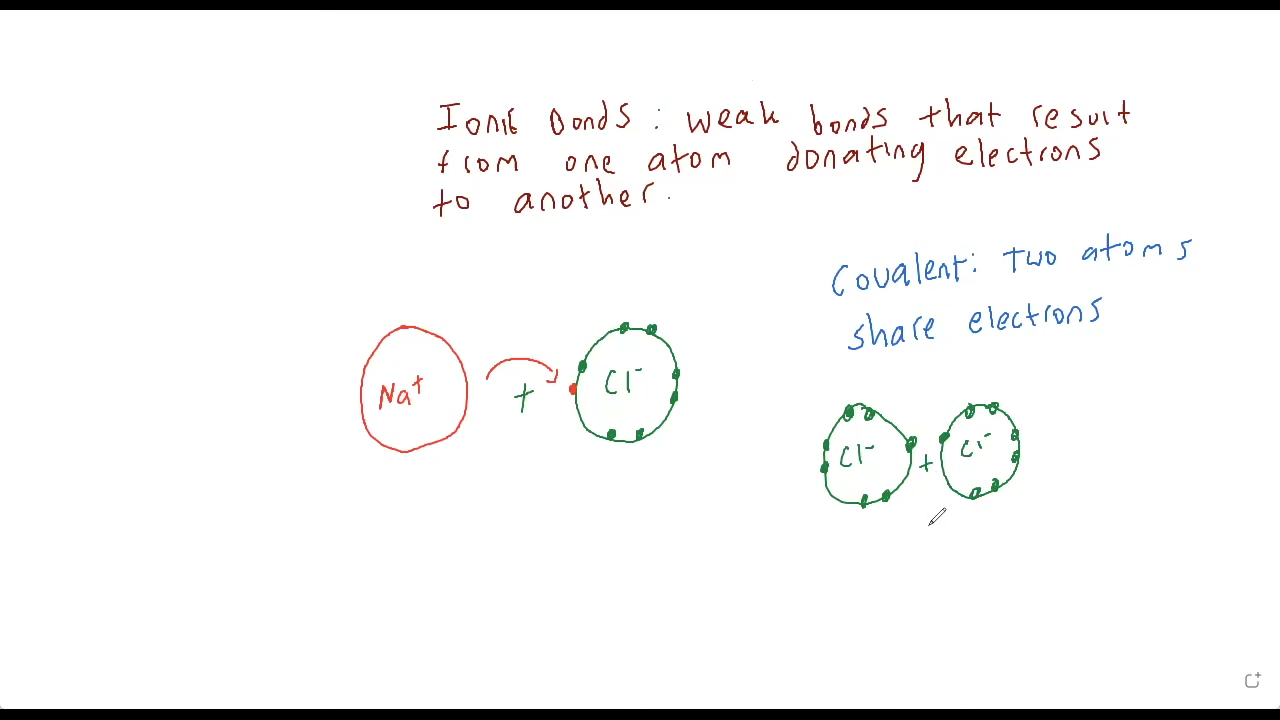 Ionic bonds: weak bonds that result
from one atom donating electrons
to another.
Covalent: two atoms
share electrons
Na⁺ + Cl⁻
Cl⁻ + Cl⁻